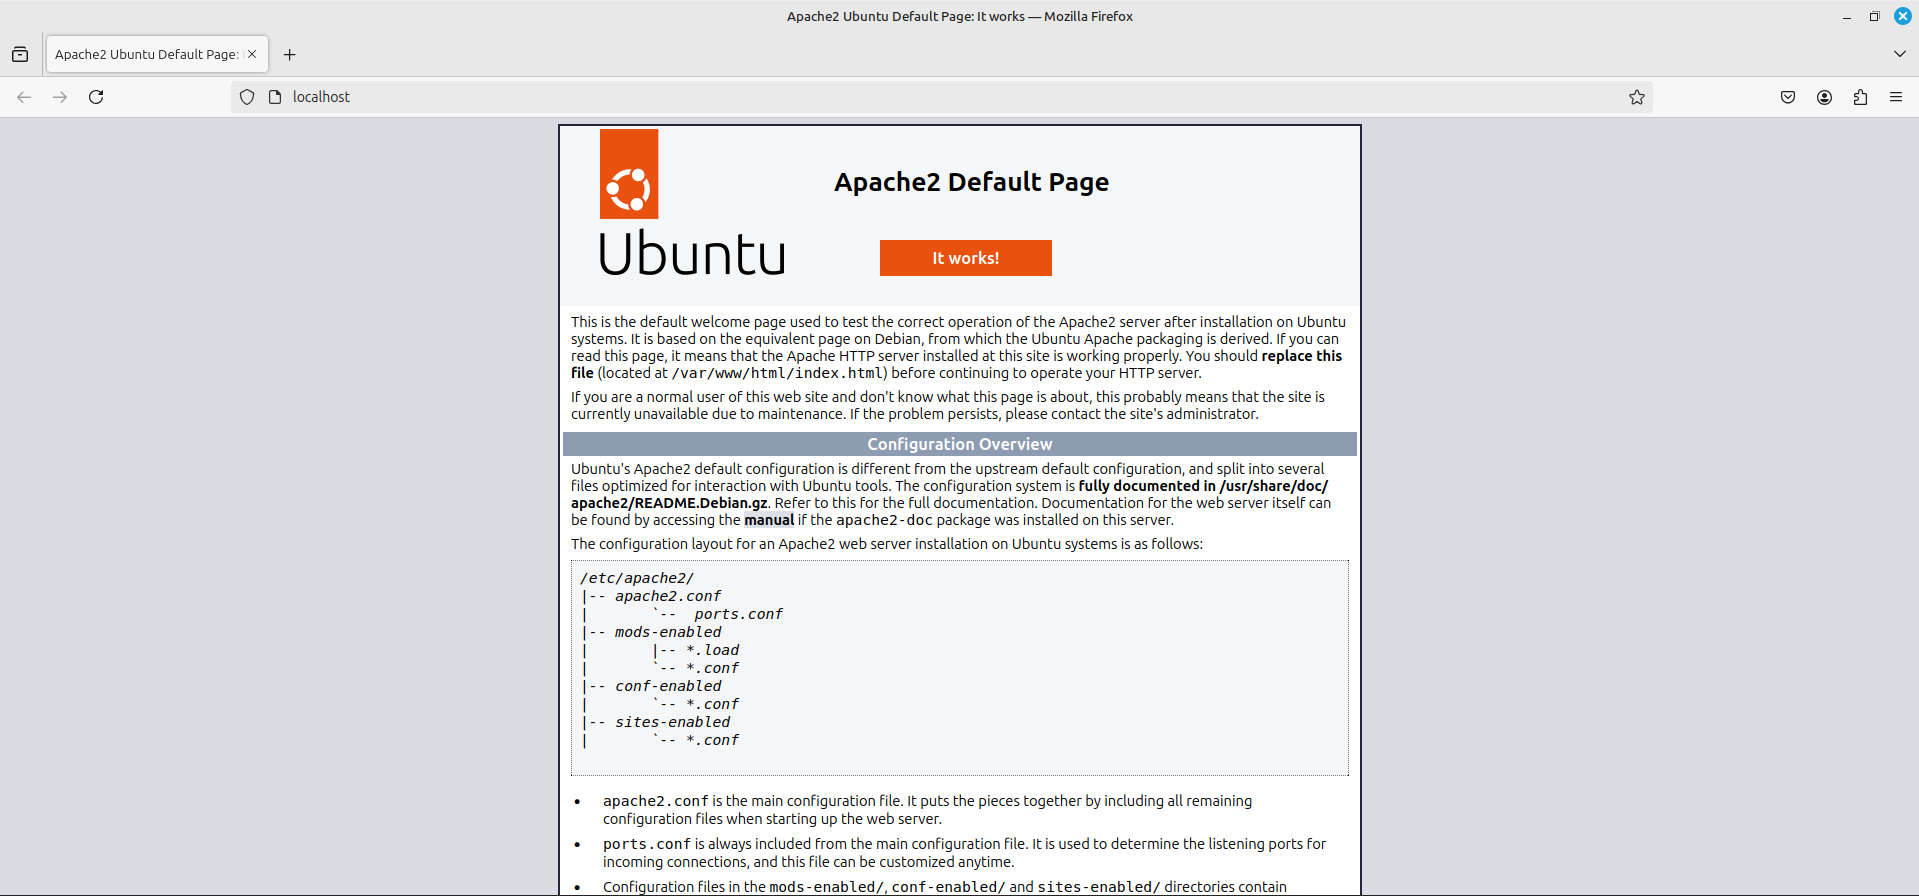 Apache2 Ubuntu Default Page: It works — Mozilla Firefox
Apache2 Ubuntu Default Page:
localhost
Ubuntu
Apache2 Default Page
It works!
This is the default welcome page used to test the correct operation of the Apache2 server after installation on Ubuntu
systems. It is based on the equivalent page on Debian, from which the Ubuntu Apache packaging is derived. If you can
read this page, it means that the Apache HTTP server installed at this site is working properly. You should replace this
file (located at /var/www/html/index.html) before continuing to operate your HTTP server.
If you are a normal user of this web site and don't know what this page is about, this probably means that the site is
currently unavailable due to maintenance. If the problem persists, please contact the site's administrator.
Configuration Overview
Ubuntu's Apache2 default configuration is different from the upstream default configuration, and split into several
files optimized for interaction with Ubuntu tools. The configuration system is fully documented in /usr/share/doc/
apache2/README.Debian.gz. Refer to this for the full documentation. Documentation for the web server itself can
be found by accessing the manual if the apache2-doc package was installed on this server.
The configuration layout for an Apache2 web server installation on Ubuntu systems is as follows:
/etc/apache2/
|-- apache2.conf
|       `--  ports.conf
|-- mods-enabled
|       |-- *.load
|       `-- *.conf
|-- conf-enabled
|       `-- *.conf
|-- sites-enabled
|       `-- *.conf
• apache2.conf is the main configuration file. It puts the pieces together by including all remaining
configuration files when starting up the web server.
• ports.conf is always included from the main configuration file. It is used to determine the listening ports for
incoming connections, and this file can be customized anytime.
• Configuration files in the mods-enabled/, conf-enabled/ and sites-enabled/ directories contain